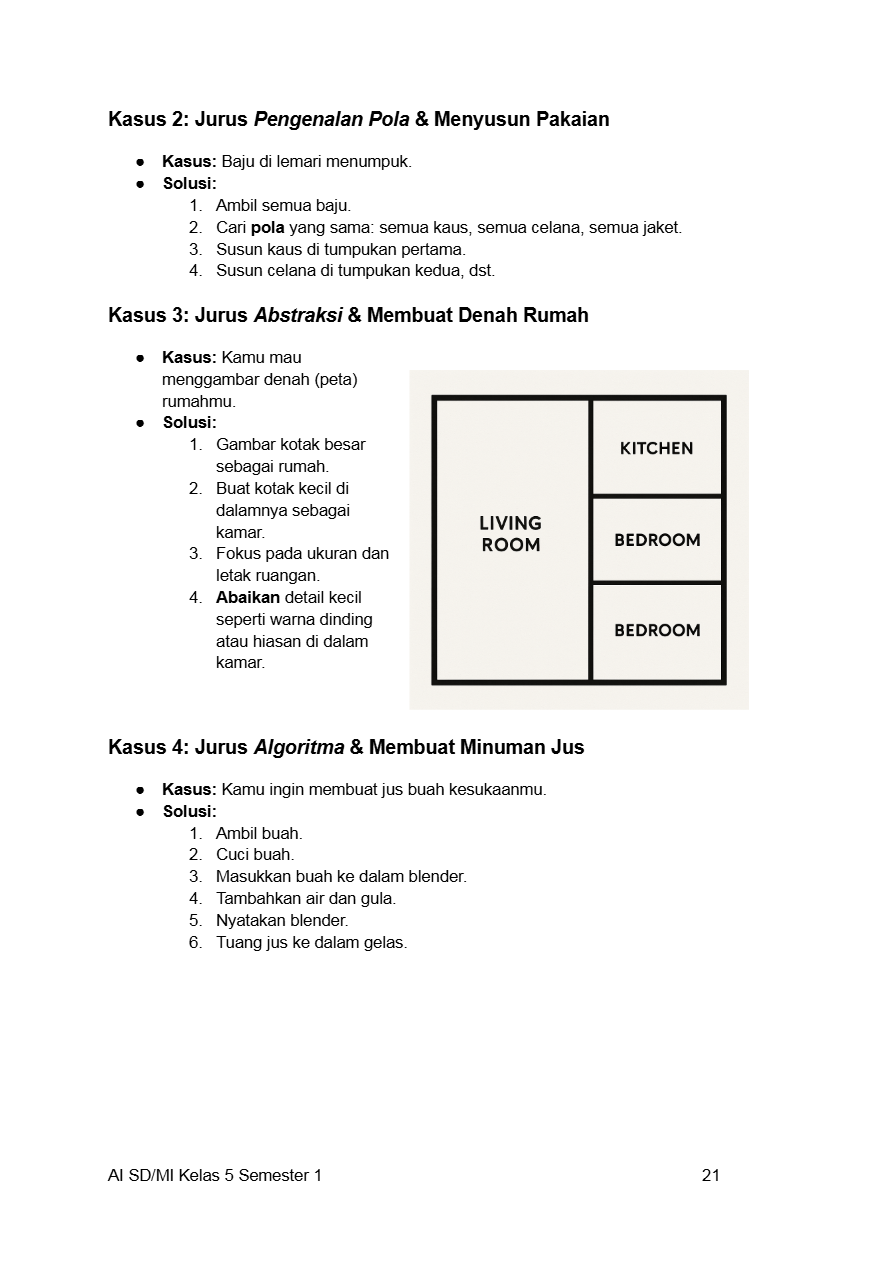 Kasus 2: Jurus Pengenalan Pola & Menyusun Pakaian
● Kasus: Baju di lemari menumpuk.
● Solusi:
1. Ambil semua baju.
2. Cari pola yang sama: semua kaus, semua celana, semua jaket.
3. Susun kaus di tumpukan pertama.
4. Susun celana di tumpukan kedua, dst.
Kasus 3: Jurus Abstraksi & Membuat Denah Rumah
● Kasus: Kamu mau
menggambar denah (peta)
rumahmu.
● Solusi:
1. Gambar kotak besar
sebagai rumah.
2. Buat kotak kecil di
dalamnya sebagai
kamar.
3. Fokus pada ukuran dan
letak ruangan.
4. Abaikan detail kecil
seperti warna dinding
atau hiasan di dalam
kamar.
LIVING
ROOM
KITCHEN
BEDROOM
BEDROOM
Kasus 4: Jurus Algoritma & Membuat Minuman Jus
● Kasus: Kamu ingin membuat jus buah kesukaanmu.
● Solusi:
1. Ambil buah.
2. Cuci buah.
3. Masukkan buah ke dalam blender.
4. Tambahkan air dan gula.
5. Nyatakan blender.
6. Tuang jus ke dalam gelas.
AI SD/MI Kelas 5 Semester 1 21